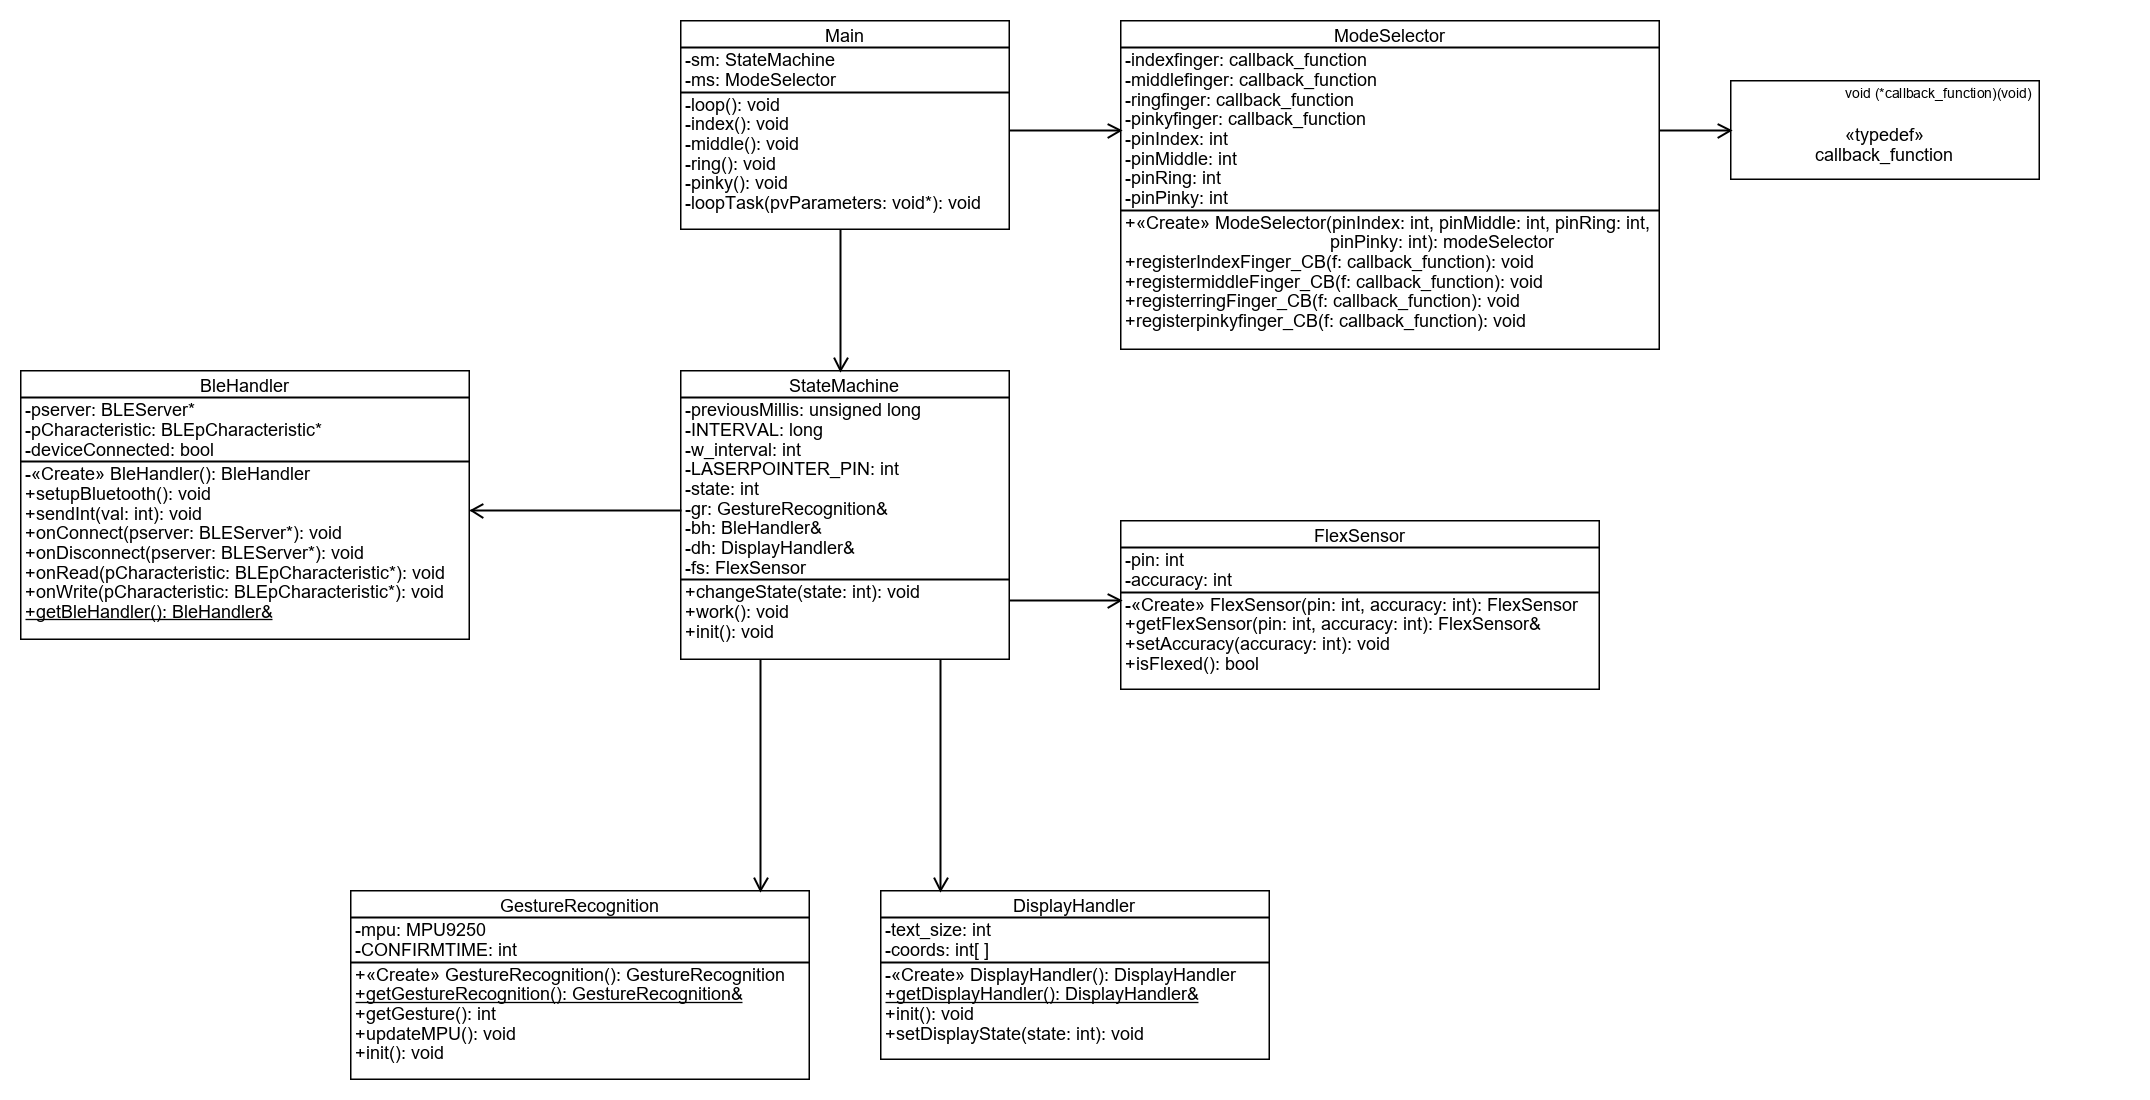 Main
-sm: StateMachine
-ms: ModeSelector
-loop(): void
-index(): void
-middle(): void
-ring(): void
-pinky(): void
-loopTask(pvParameters: void*): void
ModeSelector
-indexfinger: callback_function
-middlefinger: callback_function
-ringfinger: callback_function
-pinkyfinger: callback_function
-pinIndex: int
-pinMiddle: int
-pinRing: int
-pinPinky: int
+«Create» ModeSelector(pinIndex: int, pinMiddle: int, pinRing: int,
pinPinky: int): modeSelector
+registerIndexFinger_CB(f: callback_function): void
+registermiddleFinger_CB(f: callback_function): void
+registerringFinger_CB(f: callback_function): void
+registerpinkyfinger_CB(f: callback_function): void
void (*callback_function)(void)
«typedef»
callback_function
BleHandler
-pserver: BLEServer*
-pCharacteristic: BLEpCharacteristic*
-deviceConnected: bool
-«Create» BleHandler(): BleHandler
+setupBluetooth(): void
+sendInt(val: int): void
+onConnect(pserver: BLEServer*): void
+onDisconnect(pserver: BLEServer*): void
+onRead(pCharacteristic: BLEpCharacteristic*): void
+onWrite(pCharacteristic: BLEpCharacteristic*): void
+getBleHandler(): BleHandler&
StateMachine
-previousMillis: unsigned long
-INTERVAL: long
-w_interval: int
-LASERPOINTER_PIN: int
-state: int
-gr: GestureRecognition&
-bh: BleHandler&
-dh: DisplayHandler&
-fs: FlexSensor
+changeState(state: int): void
+work(): void
+init(): void
FlexSensor
-pin: int
-accuracy: int
-«Create» FlexSensor(pin: int, accuracy: int): FlexSensor
+getFlexSensor(pin: int, accuracy: int): FlexSensor&
+setAccuracy(accuracy: int): void
+isFlexed(): bool
GestureRecognition
-mpu: MPU9250
-CONFIRMTIME: int
+«Create» GestureRecognition(): GestureRecognition
+getGestureRecognition(): GestureRecognition&
+getGesture(): int
+updateMPU(): void
+init(): void
DisplayHandler
-text_size: int
-coords: int[ ]
-«Create» DisplayHandler(): DisplayHandler
+getDisplayHandler(): DisplayHandler&
+init(): void
+setDisplayState(state: int): void